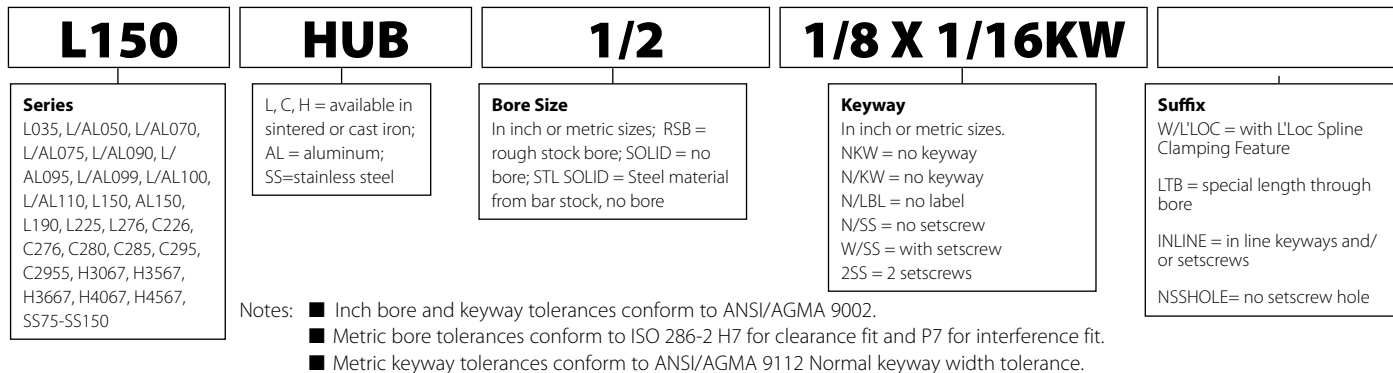 L150
HUB
1/2
1/8 X 1/16KW
Series
L035, L/AL050, L/AL070,
L/AL075, L/AL090, L/
AL095, L/AL099, L/AL100,
L/AL110, L150, AL150,
L190, L225, L276, C226,
C276, C280, C285, C295,
C2955, H3067, H3567,
H3667, H4067, H4567,
SS75-SS150
L, C, H = available in
sintered or cast iron;
AL = aluminum;
SS=stainless steel
Bore Size
In inch or metric sizes;  RSB =
rough stock bore; SOLID = no
bore; STL SOLID = Steel material
from bar stock, no bore
Keyway
In inch or metric sizes.
NKW = no keyway
N/KW = no keyway
N/LBL = no label
N/SS = no setscrew
W/SS = with setscrew
2SS = 2 setscrews
Suffix
W/L'LOC = with L'Loc Spline
Clamping Feature
LTB = special length through
bore
INLINE = in line keyways and/
or setscrews
NSSHOLE= no setscrew hole
Notes: ■ Inch bore and keyway tolerances conform to ANSI/AGMA 9002.
■ Metric bore tolerances conform to ISO 286-2 H7 for clearance fit and P7 for interference fit.
■ Metric keyway tolerances conform to ANSI/AGMA 9112 Normal keyway width tolerance.